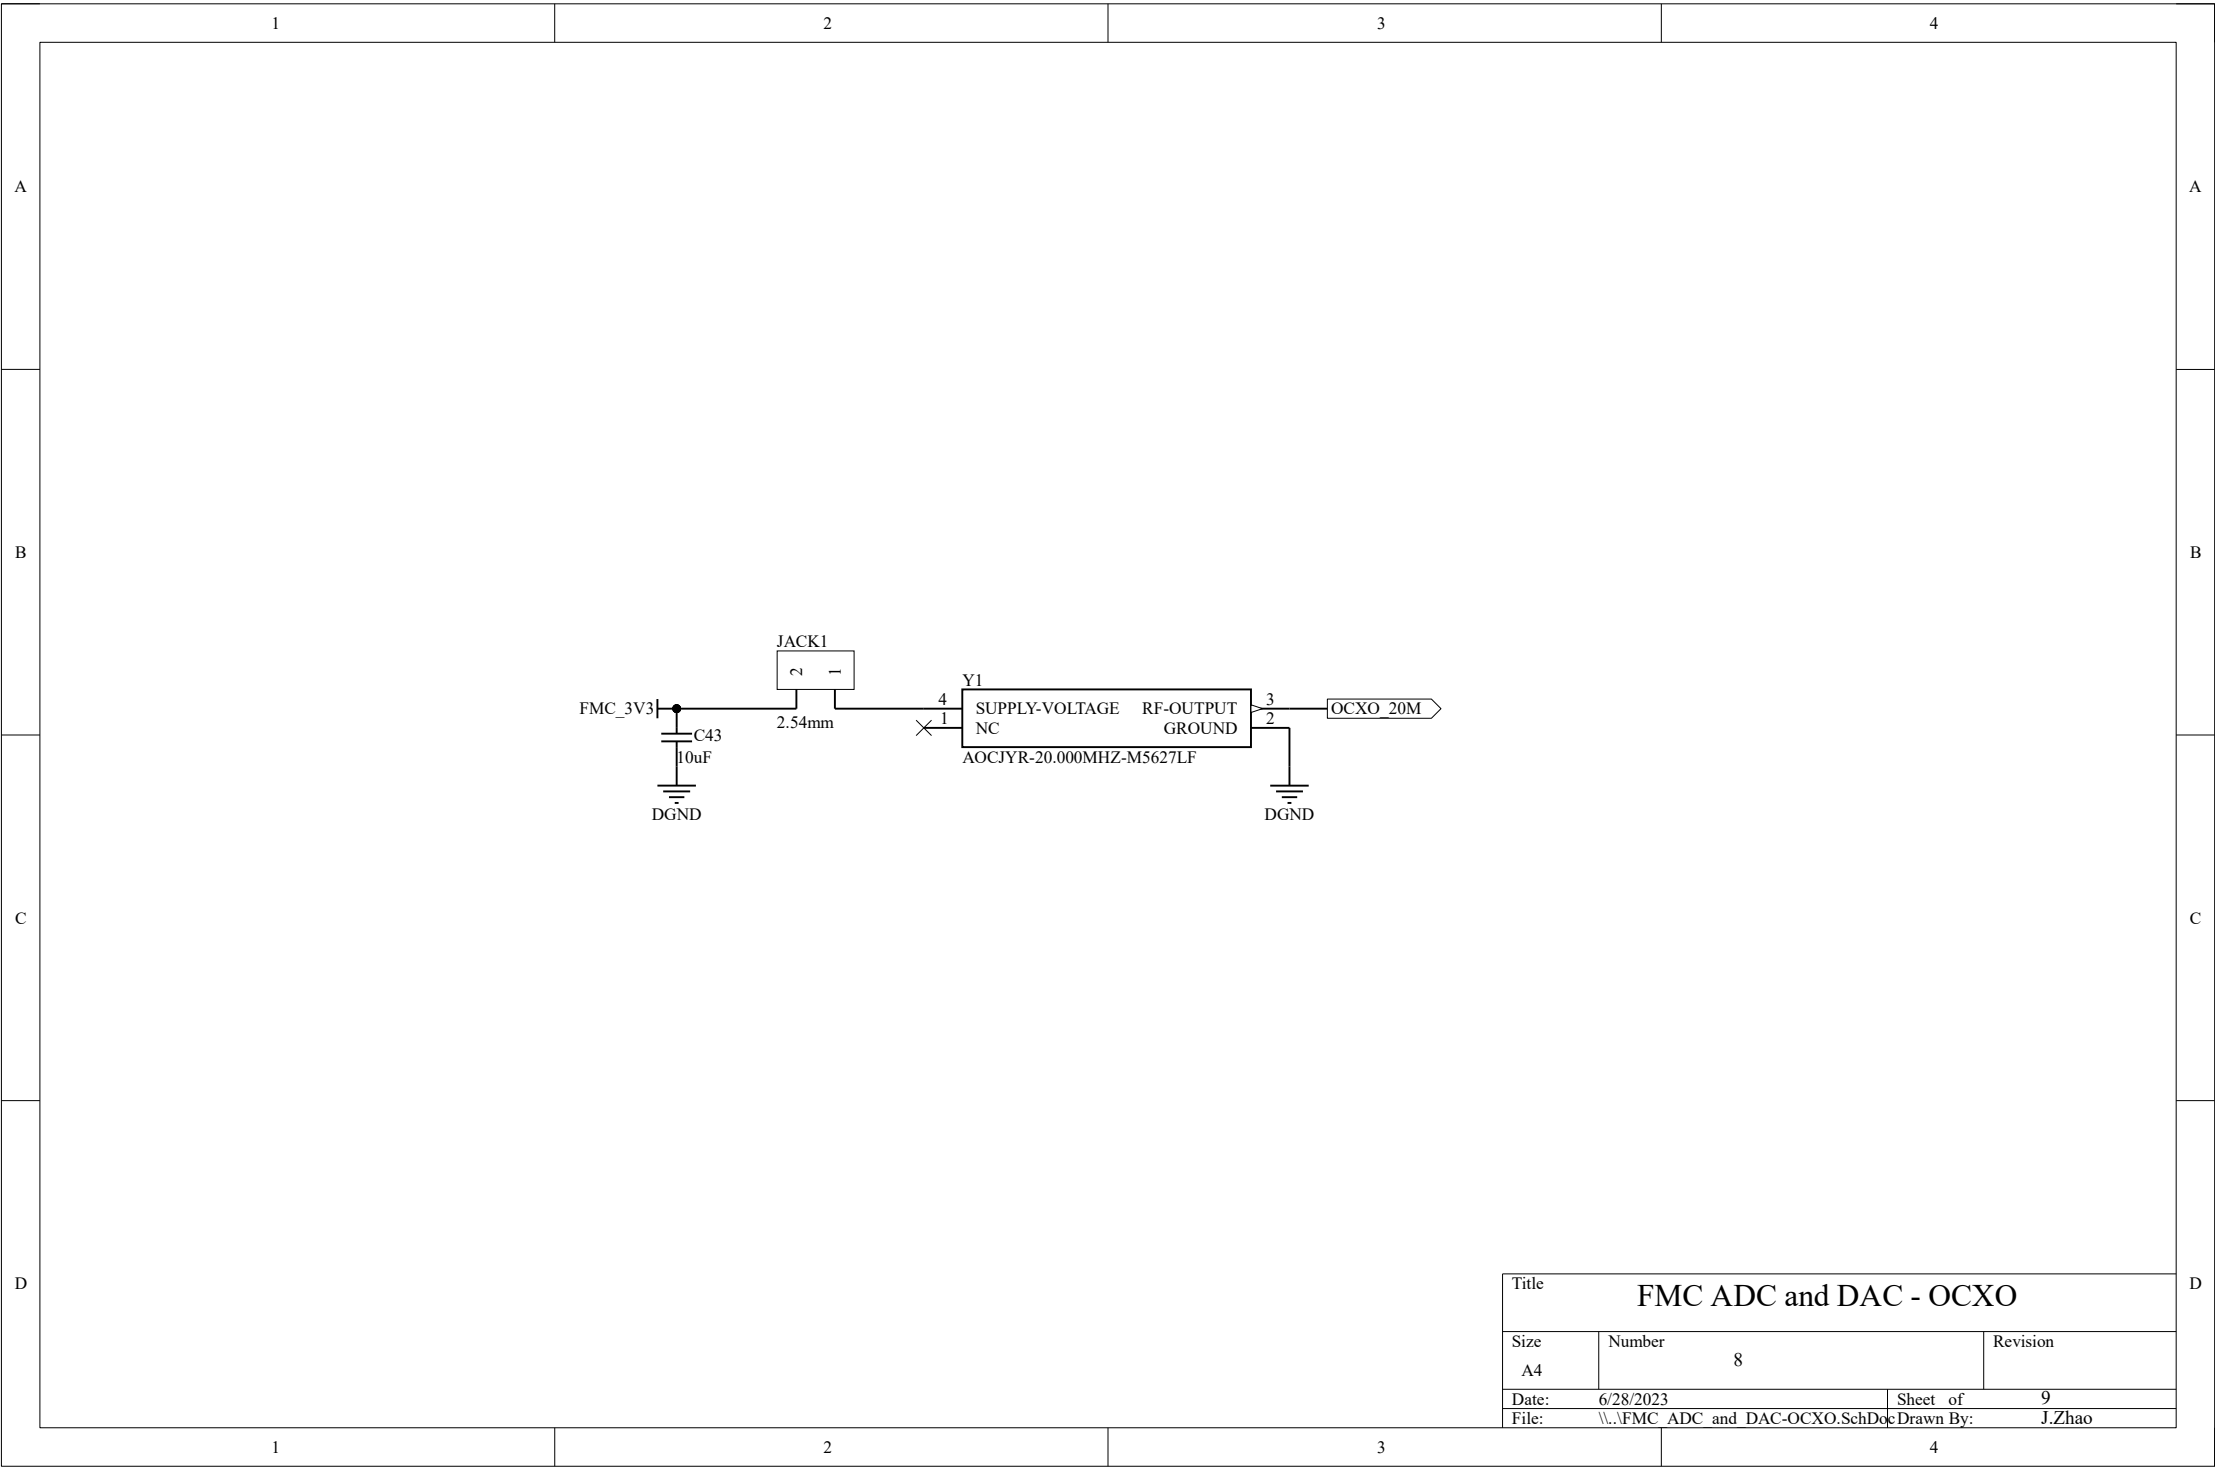 1 2 3 4
A A
B B
JACK1
2 1
Y1
FMC_3V3
2.54mm
4 SUPPLY-VOLTAGE RF-OUTPUT 3 OCXO_20M
1 NC GROUND 2
C43
10uF
AOCJYR-20.000MHZ-M5627LF
DGND DGND
C C
D D
Title FMC ADC and DAC - OCXO
Size Number Revision
A4 8
Date: 6/28/2023 Sheet of 9
File: \\..\FMC_ADC_and_DAC-OCXO.SchDoc Drawn By: J.Zhao
1 2 3 4